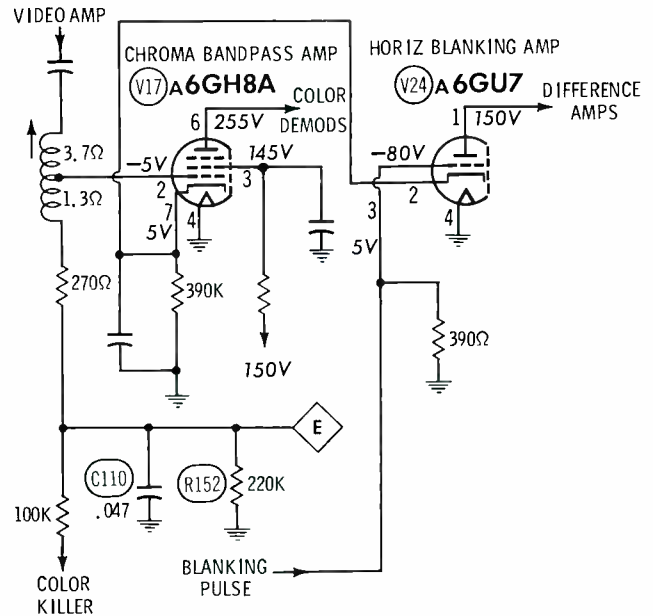 VIDEO AMP
CHROMA BANDPASS AMP
V17 A 6GH8A
HORIZ BLANKING AMP
V24 A 6GU7
6 255V
COLOR DEMODS
1 150V
DIFFERENCE AMPS
3.7Ω
1.3Ω
-5V
2
7
5V
4
145V
3
-80V
3
2
4
5V
270Ω
390K
150V
390Ω
E
C110
.047
R152
220K
100K
COLOR KILLER
BLANKING PULSE